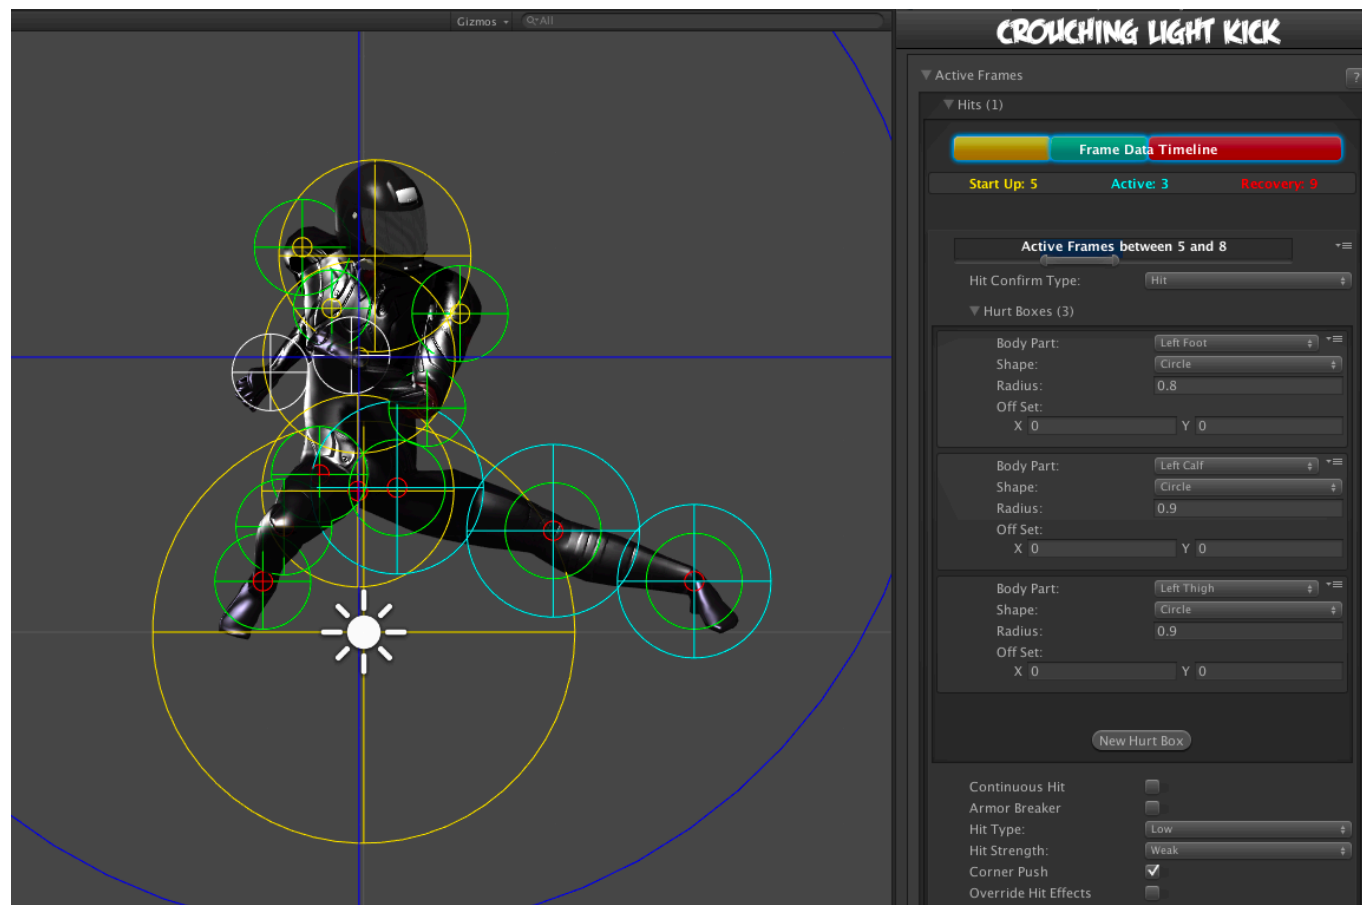 Gizmos
All
CROUCHING LIGHT KICK
Active Frames
?
Hits (1)
Frame Data Timeline
Start Up: 5 Active: 3 Recovery: 9
Active Frames between 5 and 8
Hit Confirm Type: Hit
Hurt Boxes (3)
Body Part: Left Foot
Shape: Circle
Radius: 0.8
Off Set:
X 0 Y 0
Body Part: Left Calf
Shape: Circle
Radius: 0.9
Off Set:
X 0 Y 0
Body Part: Left Thigh
Shape: Circle
Radius: 0.9
Off Set:
X 0 Y 0
New Hurt Box
Continuous Hit
Armor Breaker
Hit Type: Low
Hit Strength: Weak
Corner Push
Override Hit Effects